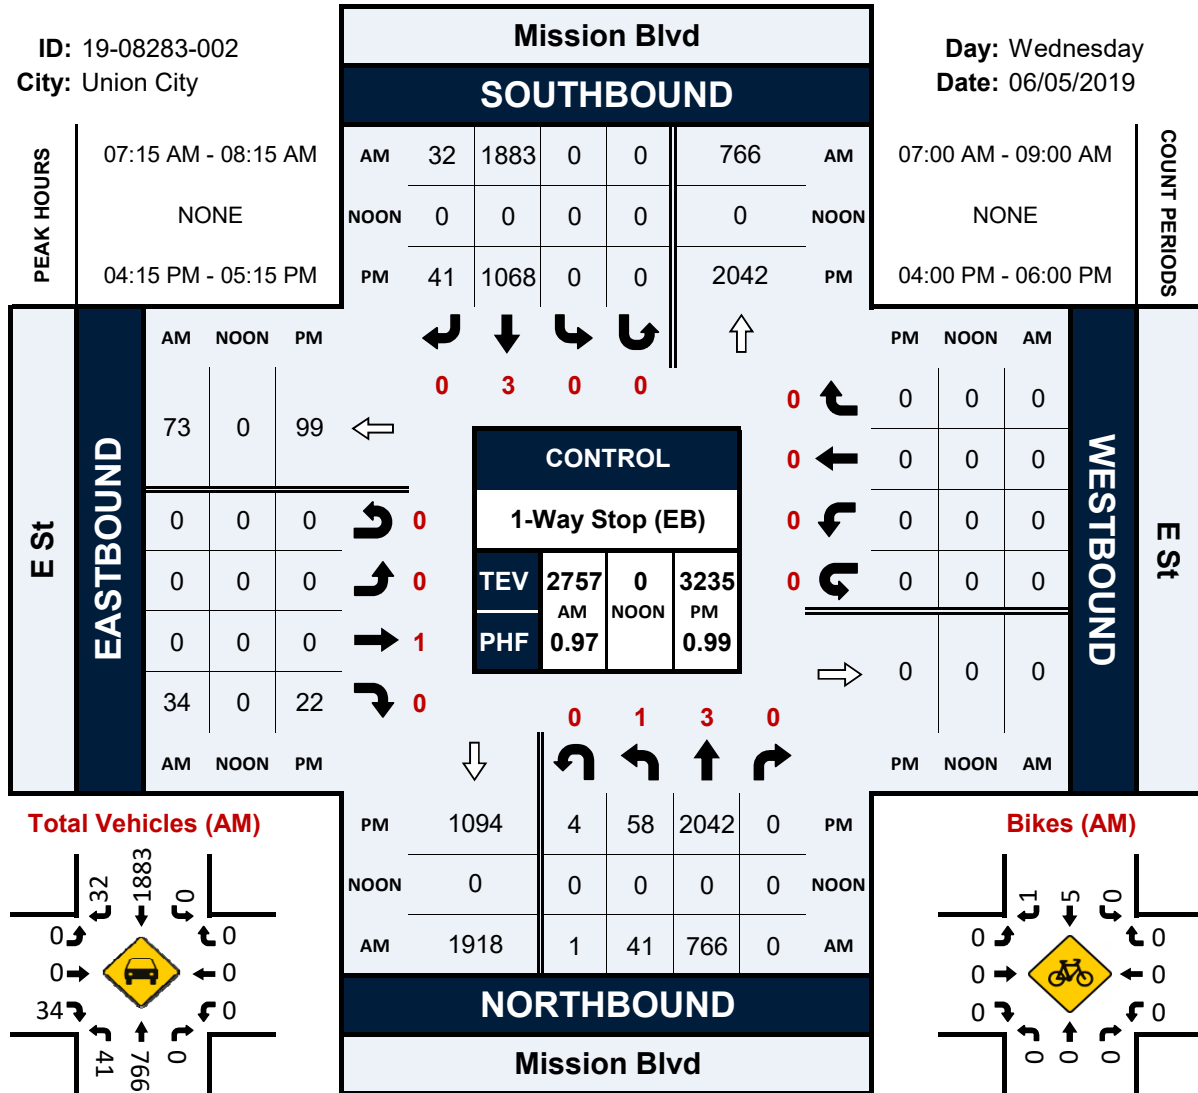 Mission Blvd
ID: 19-08283-002
Day: Wednesday
City: Union City
Date: 06/05/2019
SOUTHBOUND
PEAK HOURS
07:15 AM - 08:15 AM
NONE
04:15 PM - 05:15 PM
AM 32 1883 0 0 766 AM
NOON 0 0 0 0 0 NOON
PM 41 1068 0 0 2042 PM
07:00 AM - 09:00 AM
NONE
04:00 PM - 06:00 PM
COUNT PERIODS
0 3 0 0
E St
EASTBOUND
AM NOON PM
73 0 99
0 0 0 0
0 0 0 0
0 0 0 1
34 0 22 0
AM NOON PM
CONTROL
1-Way Stop (EB)
TEV 2757 0 3235
AM NOON PM
PHF 0.97 0.99
PM NOON AM
0 0 0 0
0 0 0 0
0 0 0 0
0 0 0 0
0 0 0
PM NOON AM
WESTBOUND
E St
0 1 3 0
PM 1094 4 58 2042 0 PM
NOON 0 0 0 0 0 NOON
AM 1918 1 41 766 0 AM
NORTHBOUND
Mission Blvd
Total Vehicles (AM)
32 1883 0
0 0
0 0
34 0
41 766 0
Bikes (AM)
1 5 0
0 0
0 0
0 0
0 0 0